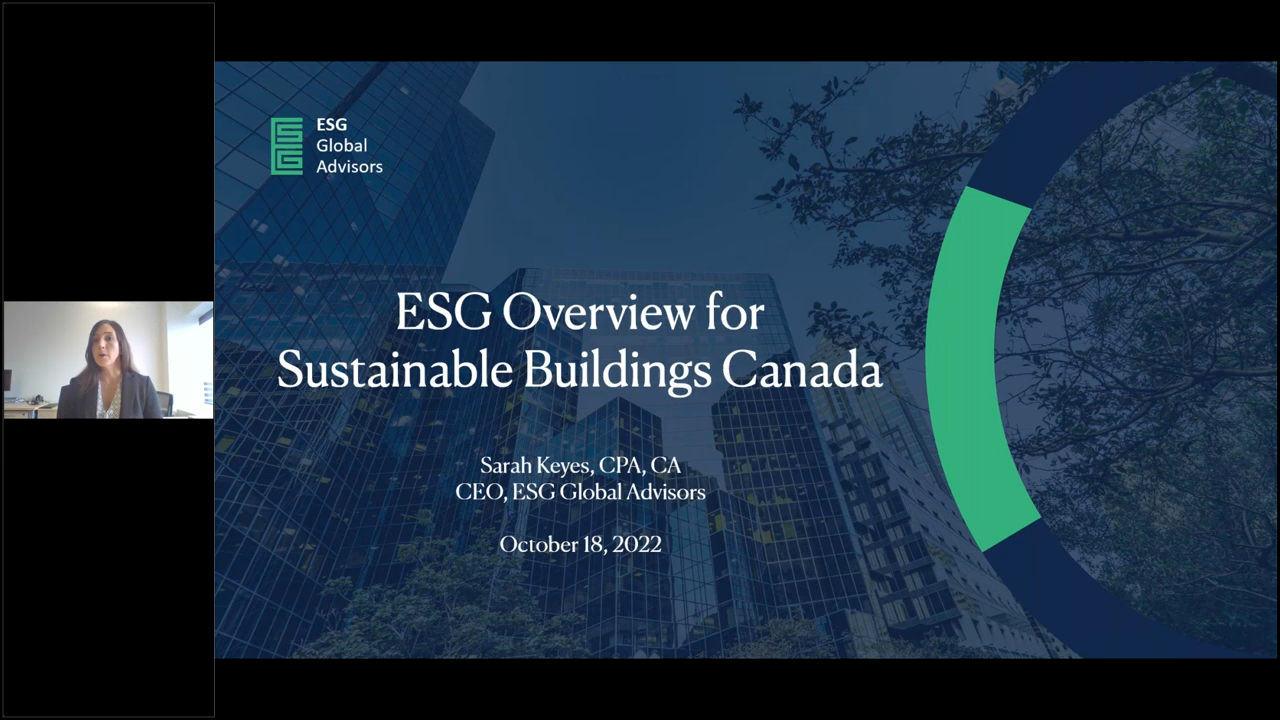 ESG
Global
Advisors
ESG Overview for
Sustainable Buildings Canada
Sarah Keyes, CPA, CA
CEO, ESG Global Advisors
October 18, 2022